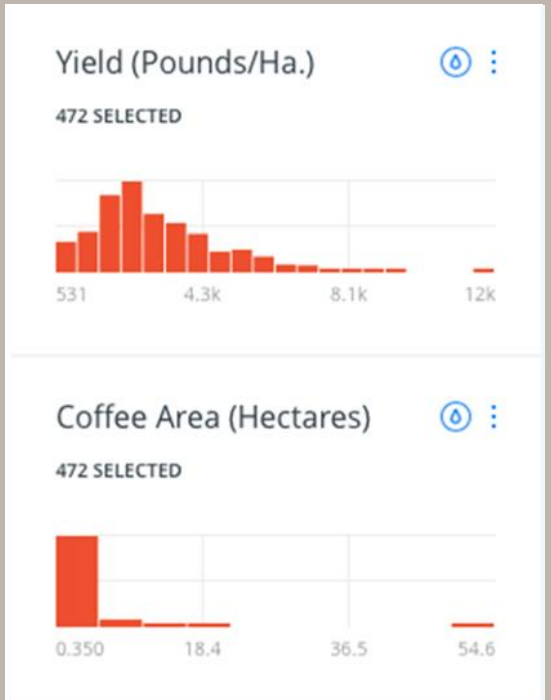 Yield (Pounds/Ha.)
472 SELECTED
531 4.3k 8.1k 12k
Coffee Area (Hectares)
472 SELECTED
0.350 18.4 36.5 54.6